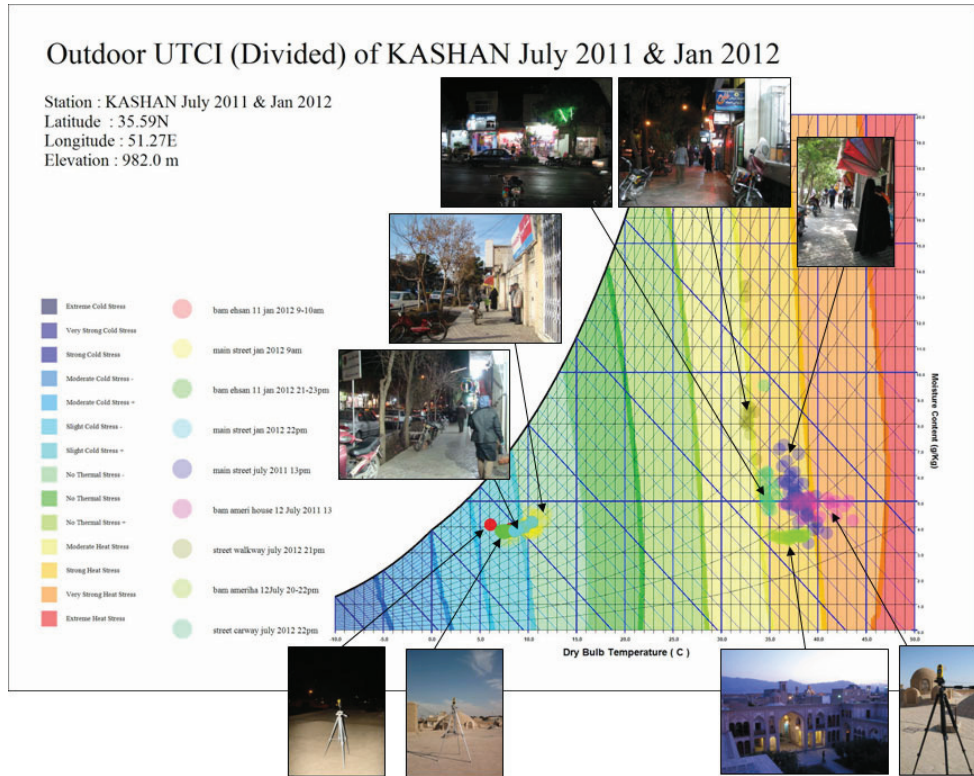 Outdoor UTCI (Divided) of KASHAN July 2011 & Jan 2012
Station : KASHAN July 2011 & Jan 2012
Latitude : 35.59N
Longitude : 51.27E
Elevation : 982.0 m
Extreme Cold Stress
Very Strong Cold Stress
Strong Cold Stress
Moderate Cold Stress -
Moderate Cold Stress +
Slight Cold Stress -
Slight Cold Stress +
No Thermal Stress -
No Thermal Stress
No Thermal Stress +
Moderate Heat Stress
Strong Heat Stress
Very Strong Heat Stress
Extreme Heat Stress
bam ehsan 11 jan 2012 9-10am
main street jan 2012 9am
bam ehsan 11 jan 2012 21-23pm
main street jan 2012 22pm
main street july 2011 13pm
bam ameri house 12 July 2011 13
street walkway july 2012 21pm
bam ameriha 12July 20-22pm
street carway july 2012 22pm
Moisture Content (g/Kg)
-10.0 -5.0 0.0 5.0 10.0 15.0 20.0 25.0 30.0 35.0 40.0 45.0 50.0
Dry Bulb Temperature ( C )